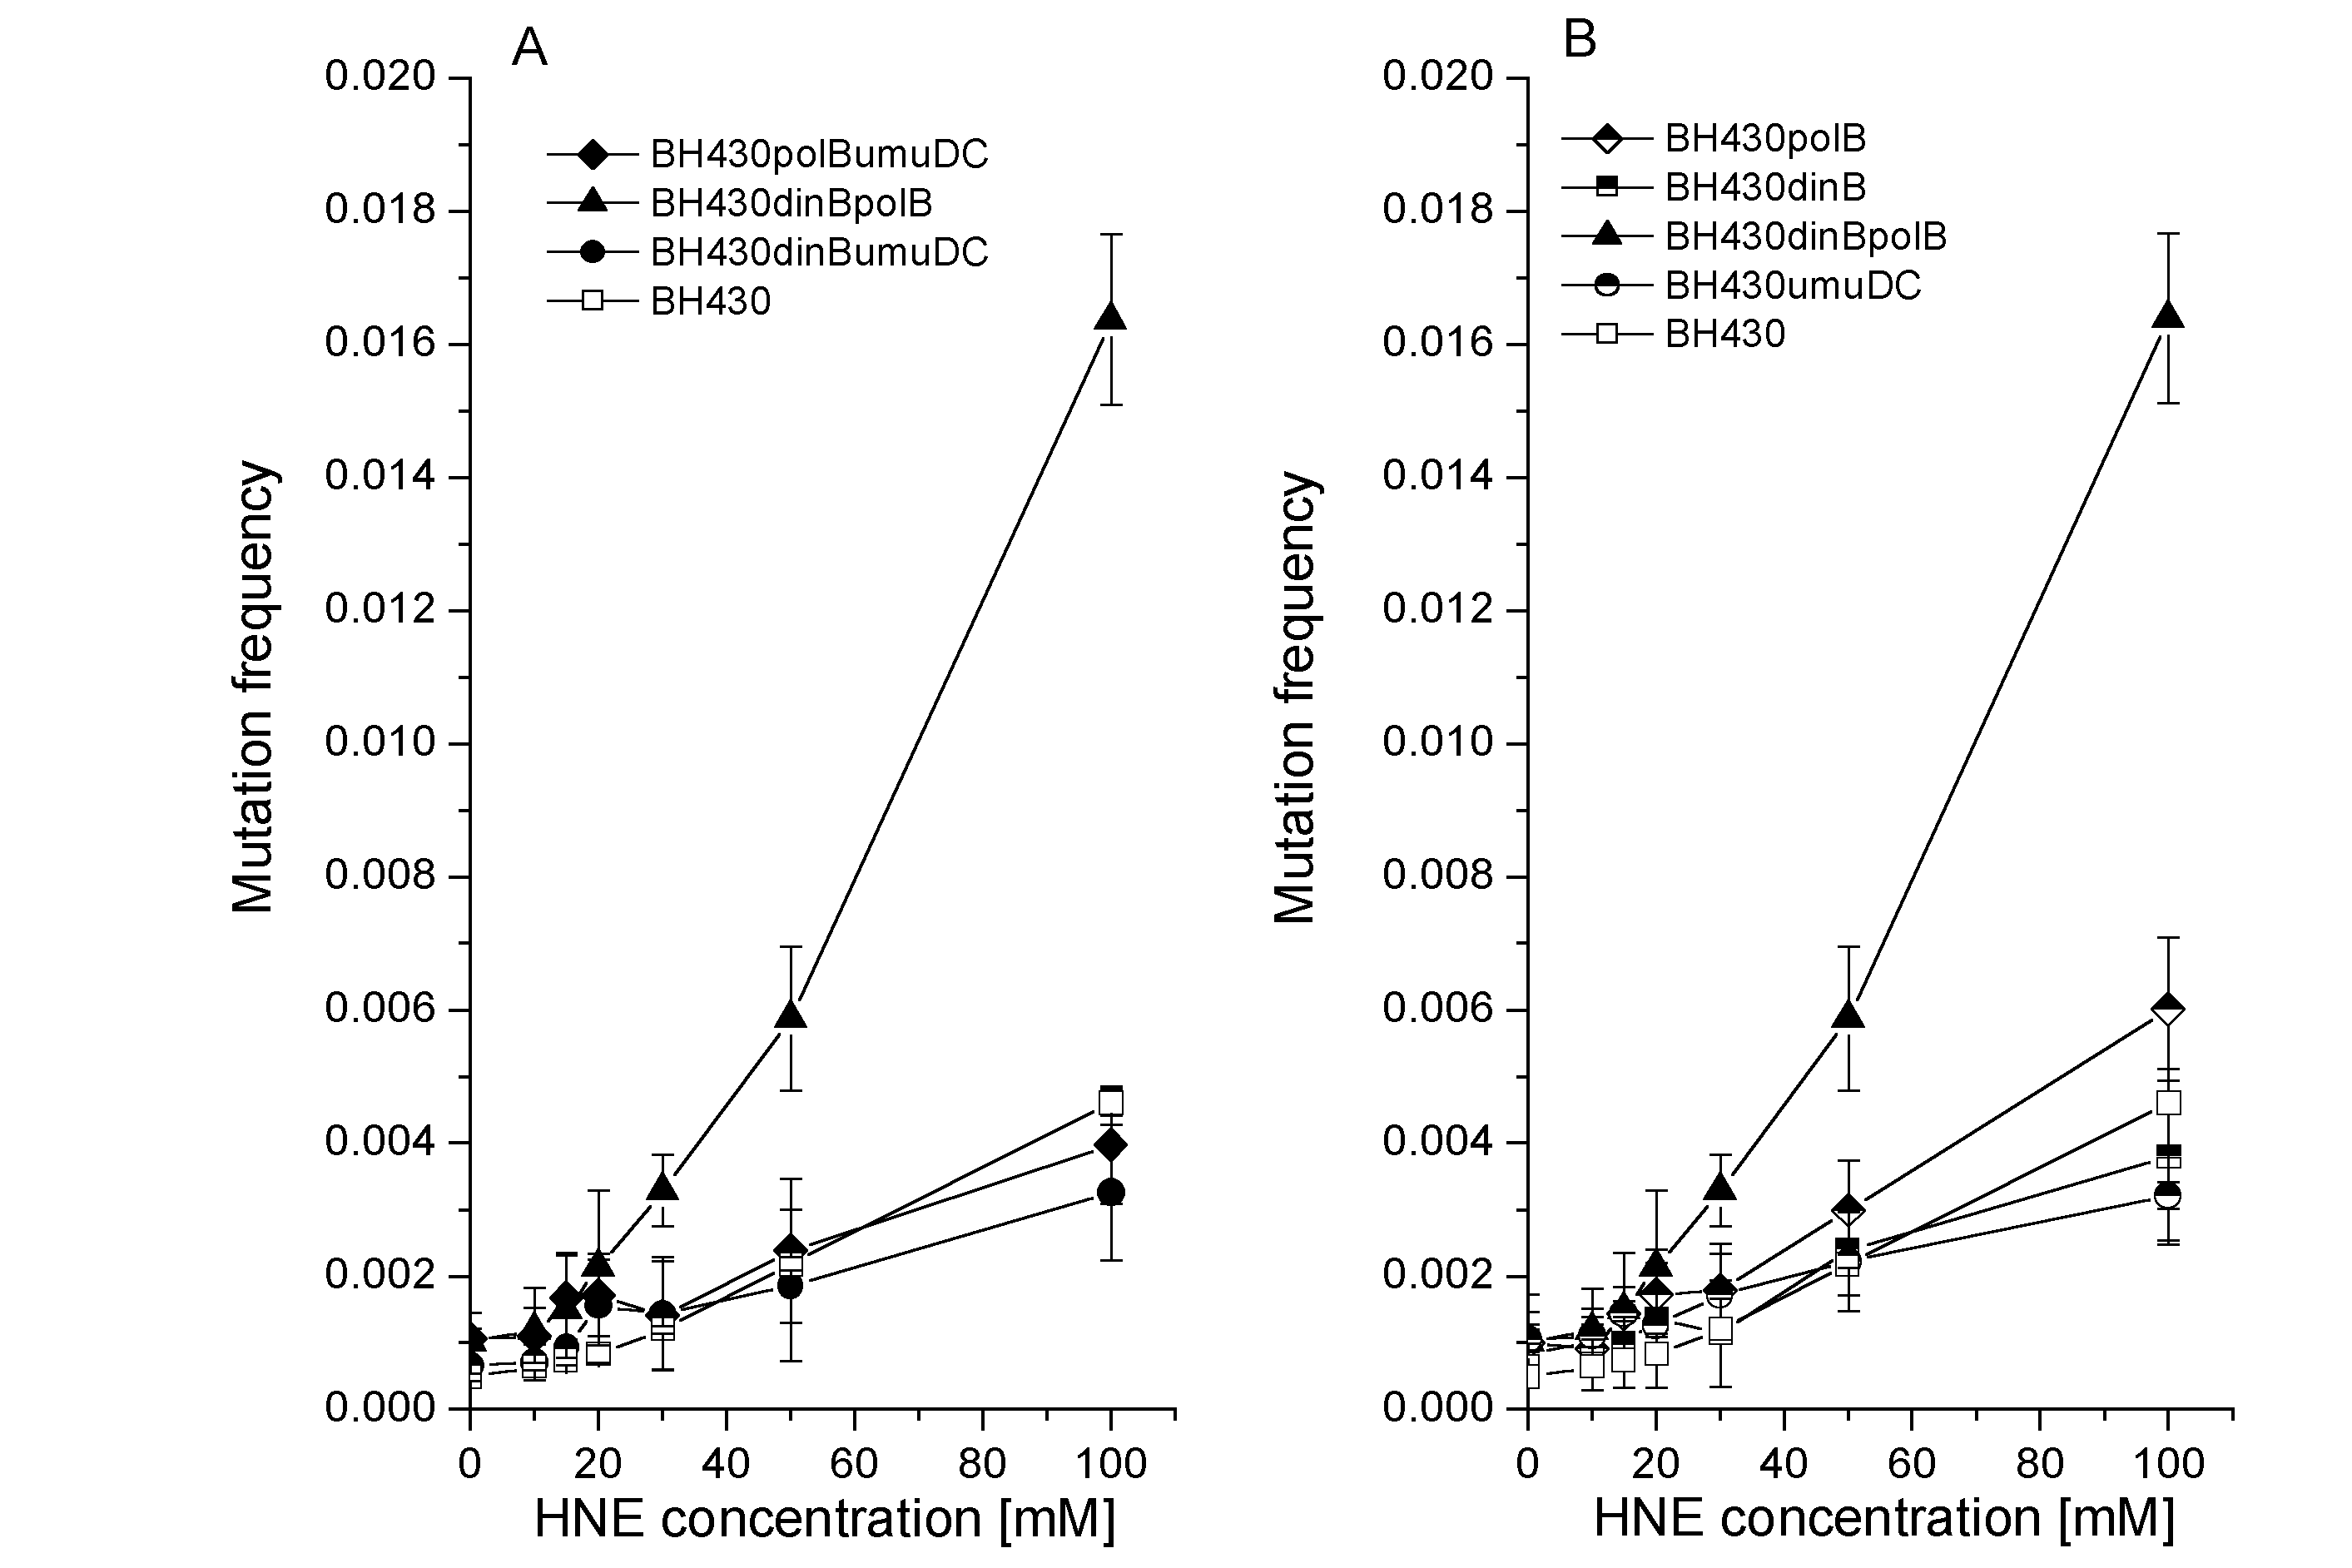 A
0.020
0.018
0.016
0.014
0.012
0.010
0.008
0.006
0.004
0.002
0.000
Mutation frequency
BH430polBumuDC
BH430dinBpolB
BH430dinBumuDC
BH430
0 20 40 60 80 100
HNE concentration [mM]
B
0.020
0.018
0.016
0.014
0.012
0.010
0.008
0.006
0.004
0.002
0.000
Mutation frequency
BH430polB
BH430dinB
BH430dinBpolB
BH430umuDC
BH430
0 20 40 60 80 100
HNE concentration [mM]